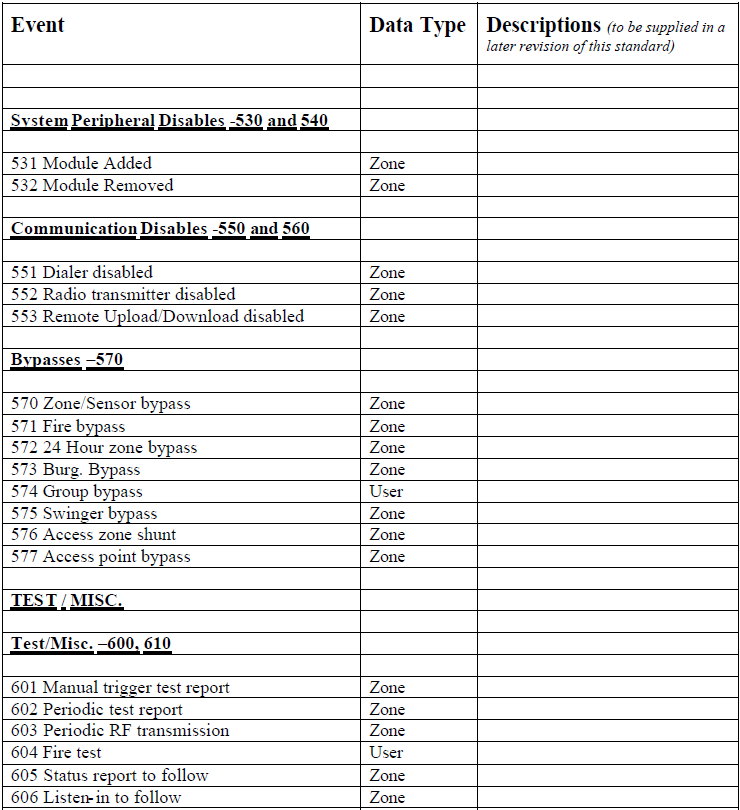 Event Data Type Descriptions (to be supplied in a
later revision of this standard)
System Peripheral Disables -530 and 540
531 Module Added Zone
532 Module Removed Zone
Communication Disables -550 and 560
551 Dialer disabled Zone
552 Radio transmitter disabled Zone
553 Remote Upload/Download disabled Zone
Bypasses –570
570 Zone/Sensor bypass Zone
571 Fire bypass Zone
572 24 Hour zone bypass Zone
573 Burg. Bypass Zone
574 Group bypass User
575 Swinger bypass Zone
576 Access zone shunt Zone
577 Access point bypass Zone
TEST / MISC.
Test/Misc. –600, 610
601 Manual trigger test report Zone
602 Periodic test report Zone
603 Periodic RF transmission Zone
604 Fire test User
605 Status report to follow Zone
606 Listen-in to follow Zone